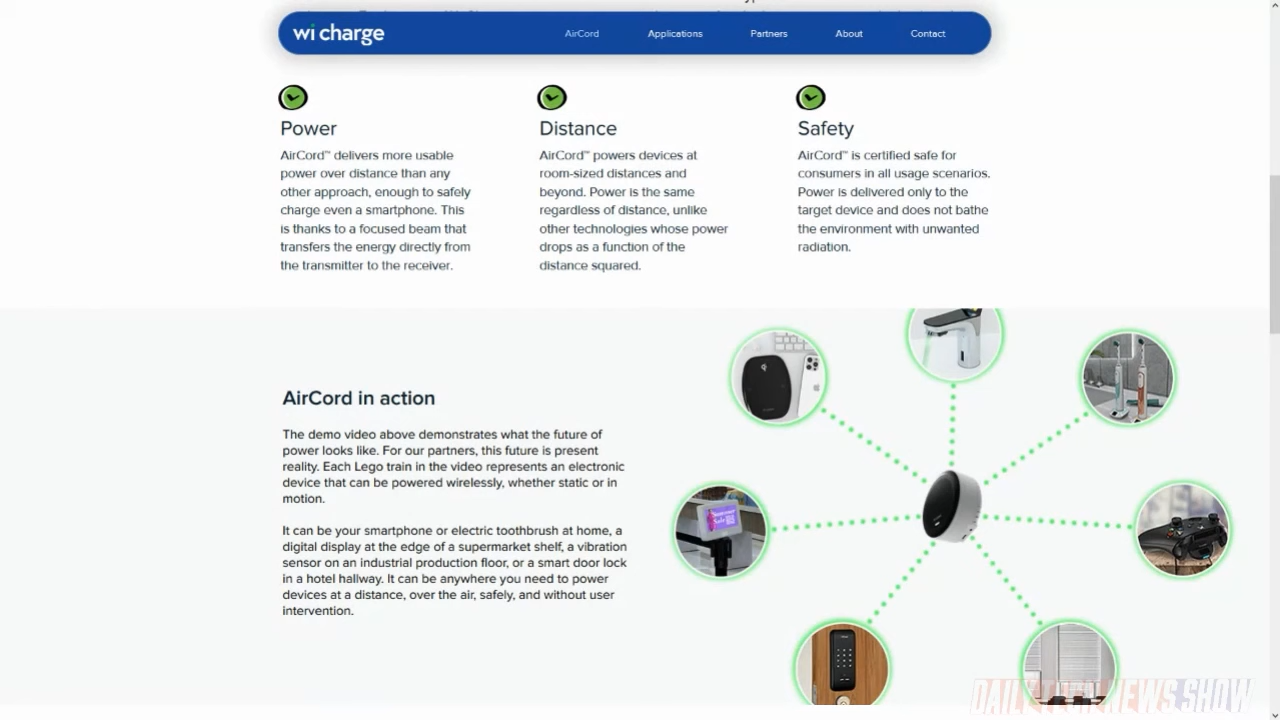 wi charge
AirCord
Applications
Partners
About
Contact
Power
AirCord™ delivers more usable
power over distance than any
other approach, enough to safely
charge even a smartphone. This
is thanks to a focused beam that
transfers the energy directly from
the transmitter to the receiver.
Distance
AirCord™ powers devices at
room-sized distances and
beyond. Power is the same
regardless of distance, unlike
other technologies whose power
drops as a function of the
distance squared.
Safety
AirCord™ is certified safe for
consumers in all usage scenarios.
Power is delivered only to the
target device and does not bathe
the environment with unwanted
radiation.
AirCord in action
The demo video above demonstrates what the future of
power looks like. For our partners, this future is present
reality. Each Lego train in the video represents an electronic
device that can be powered wirelessly, whether static or in
motion.
It can be your smartphone or electric toothbrush at home, a
digital display at the edge of a supermarket shelf, a vibration
sensor on an industrial production floor, or a smart door lock
in a hotel hallway. It can be anywhere you need to power
devices at a distance, over the air, safely, and without user
intervention.
DAILY TECH NEWS SHOW